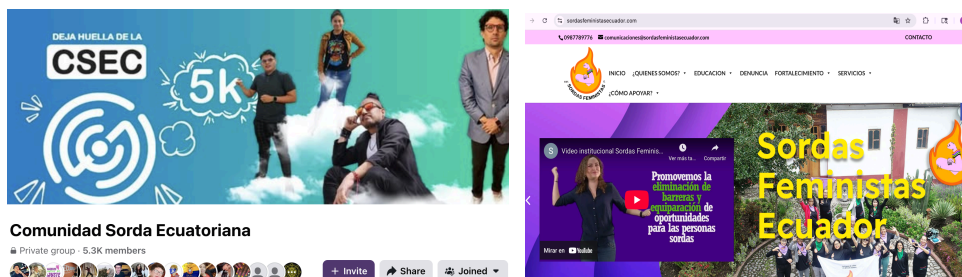 DEJA HUELLA DE LA
CSEC
5k
Comunidad Sorda Ecuatoriana
Private group · 5.3K members
+ Invite
Share
Joined
sordasfeministasecuador.com
0987789776 comunicaciones@sordasfeministasecuador.com
CONTACTO
SORDAS FEMINISTAS
INICIO ¿QUIENES SOMOS? EDUCACION DENUNCIA FORTALECIMIENTO SERVICIOS
¿CÓMO APOYAR?
S Video institucional Sordas Feminis...
Ver más ta... Compartir
Promovemos la
eliminación de
barreras y
equiparación de
oportunidades
para las personas
sordas
Mirar en YouTube
Sordas
Feministas
Ecuador